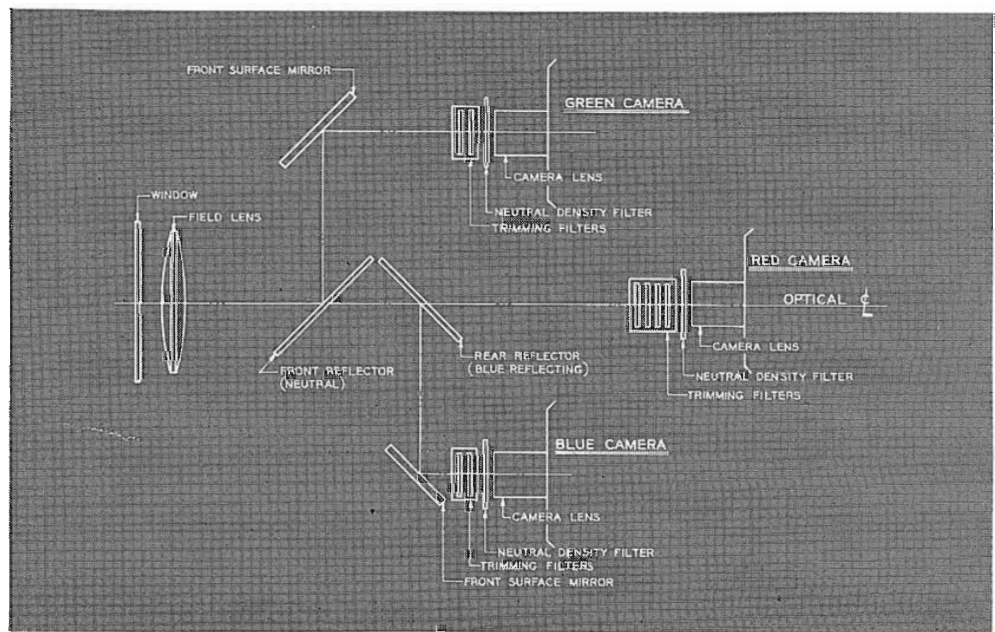 FRONT SURFACE MIRROR
GREEN CAMERA
CAMERA LENS
NEUTRAL DENSITY FILTER
TRIMMING FILTERS
WINDOW
FIELD LENS
RED CAMERA
OPTICAL ℄
CAMERA LENS
NEUTRAL DENSITY FILTER
TRIMMING FILTERS
FRONT REFLECTOR
(NEUTRAL)
REAR REFLECTOR
(BLUE REFLECTING)
BLUE CAMERA
CAMERA LENS
NEUTRAL DENSITY FILTER
TRIMMING FILTERS
FRONT SURFACE MIRROR